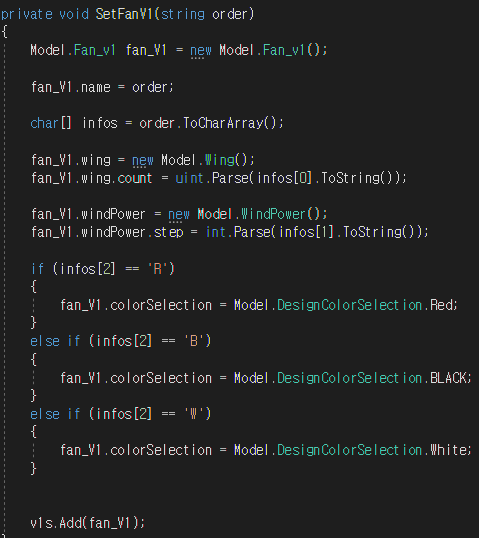 private void SetFanV1(string order)
{
Model.Fan_v1 fan_V1 = new Model.Fan_v1();
fan_V1.name = order;
char[] infos = order.ToCharArray();
fan_V1.wing = new Model.Wing();
fan_V1.wing.count = uint.Parse(infos[0].ToString());
fan_V1.windPower = new Model.WindPower();
fan_V1.windPower.step = int.Parse(infos[1].ToString());
if (infos[2] == 'R')
{
fan_V1.colorSelection = Model.DesignColorSelection.Red;
}
else if (infos[2] == 'B')
{
fan_V1.colorSelection = Model.DesignColorSelection.BLACK;
}
else if (infos[2] == 'W')
{
fan_V1.colorSelection = Model.DesignColorSelection.White;
}
v1s.Add(fan_V1);
}